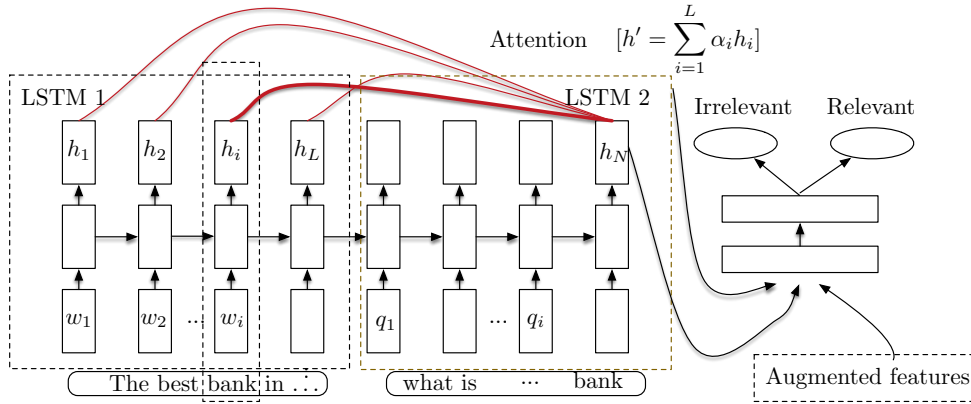 Attention [h' = \sum_{i=1}^{L} α_i h_i]
LSTM 1
LSTM 2
Irrelevant Relevant
h_1 h_2 h_i h_L h_N
w_1 w_2 ... w_i q_1 ... q_i
The best bank in ...
what is ... bank
Augmented features